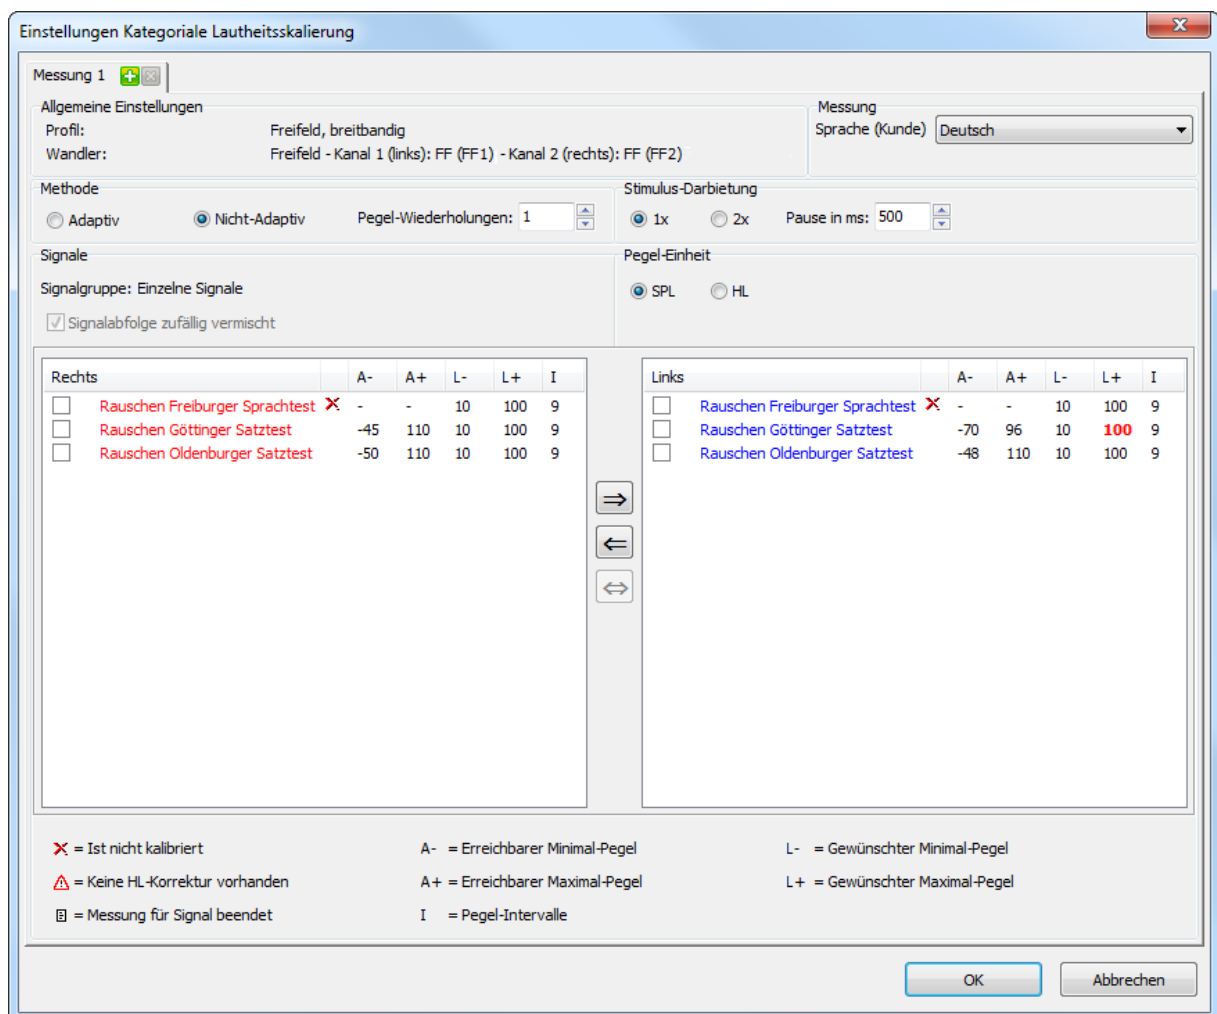 Einstellungen Kategoriale Lautheitsskalierung
Messung 1
Allgemeine Einstellungen
Profil: Freifeld, breitbandig
Wandler: Freifeld - Kanal 1 (links): FF (FF1) - Kanal 2 (rechts): FF (FF2)
Messung
Sprache (Kunde) Deutsch
Methode
Adaptiv Nicht-Adaptiv Pegel-Wiederholungen: 1
Stimulus-Darbietung
1x 2x Pause in ms: 500
Signale
Signalgruppe: Einzelne Signale
Signalabfolge zufällig vermischt
Pegel-Einheit
SPL HL
Rechts A- A+ L- L+ I
Rauschen Freiburger Sprachtest - - 10 100 9
Rauschen Göttinger Satztest -45 110 10 100 9
Rauschen Oldenburger Satztest -50 110 10 100 9
⇒
⇐
⇔
Links A- A+ L- L+ I
Rauschen Freiburger Sprachtest - - 10 100 9
Rauschen Göttinger Satztest -70 96 10 100 9
Rauschen Oldenburger Satztest -48 110 10 100 9
= Ist nicht kalibriert A- = Erreichbarer Minimal-Pegel L- = Gewünschter Minimal-Pegel
= Keine HL-Korrektur vorhanden A+ = Erreichbarer Maximal-Pegel L+ = Gewünschter Maximal-Pegel
= Messung für Signal beendet I = Pegel-Intervalle
OK Abbrechen